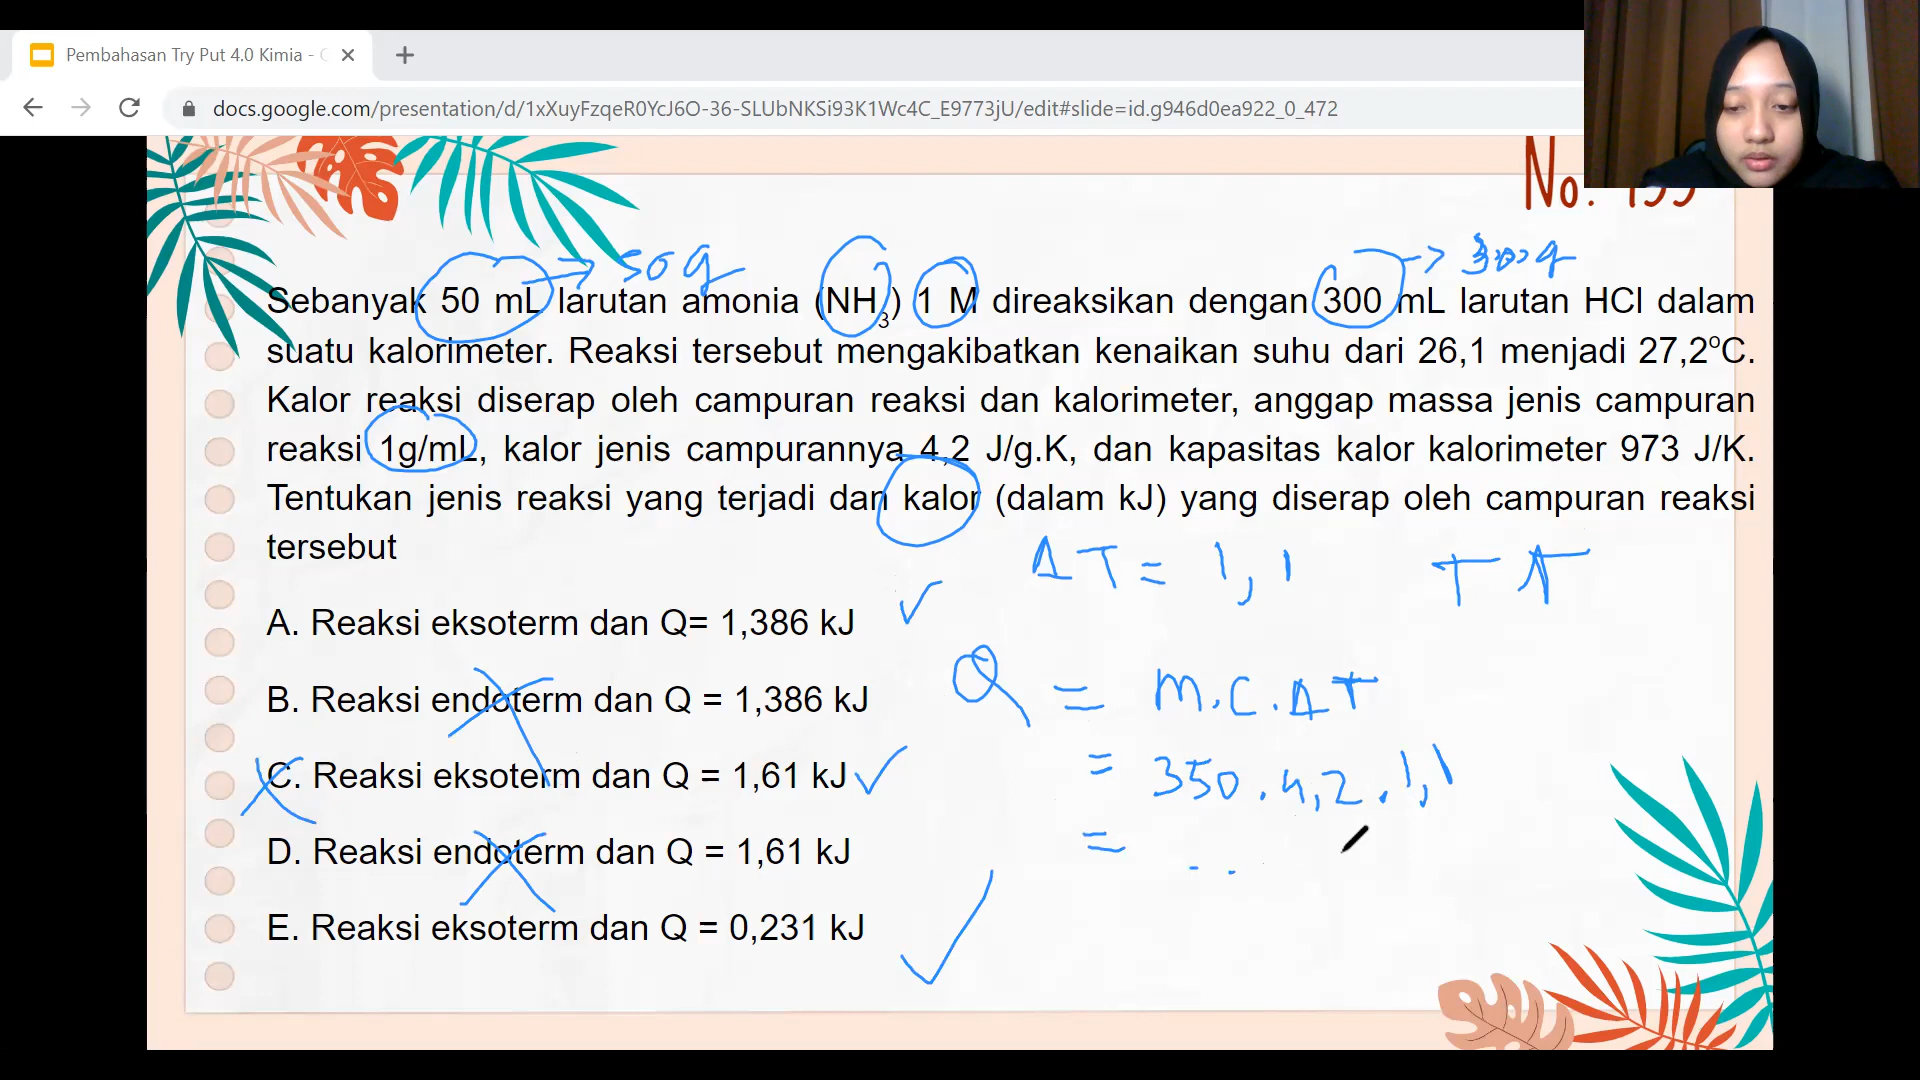 Pembahasan Try Put 4.0 Kimia -
docs.google.com/presentation/d/1xXuyFzqeR0YcJ6O-36-SLUbNKSi93K1Wc4C_E9773jU/edit#slide=id.g946d0ea922_0_472
No.
→ 50 g
→ 300 g
Sebanyak 50 mL larutan amonia (NH₃) 1 M direaksikan dengan 300 mL larutan HCl dalam
suatu kalorimeter. Reaksi tersebut mengakibatkan kenaikan suhu dari 26,1 menjadi 27,2°C.
Kalor reaksi diserap oleh campuran reaksi dan kalorimeter, anggap massa jenis campuran
reaksi 1g/mL, kalor jenis campurannya 4,2 J/g.K, dan kapasitas kalor kalorimeter 973 J/K.
Tentukan jenis reaksi yang terjadi dan kalor (dalam kJ) yang diserap oleh campuran reaksi
tersebut
ΔT = 1,1
T ↑
A. Reaksi eksoterm dan Q= 1,386 kJ
B. Reaksi endoterm dan Q = 1,386 kJ
Q = m.c.ΔT
C. Reaksi eksoterm dan Q = 1,61 kJ
= 350.4,2.1,1
D. Reaksi endoterm dan Q = 1,61 kJ
= ..
E. Reaksi eksoterm dan Q = 0,231 kJ